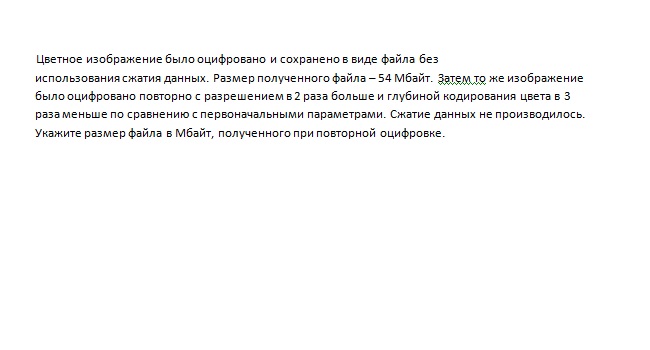 Цветное изображение было оцифровано и сохранено в виде файла без
использования сжатия данных. Размер полученного файла – 54 Мбайт. Затем то же изображение
было оцифровано повторно с разрешением в 2 раза больше и глубиной кодирования цвета в 3
раза меньше по сравнению с первоначальными параметрами. Сжатие данных не производилось.
Укажите размер файла в Мбайт, полученного при повторной оцифровке.